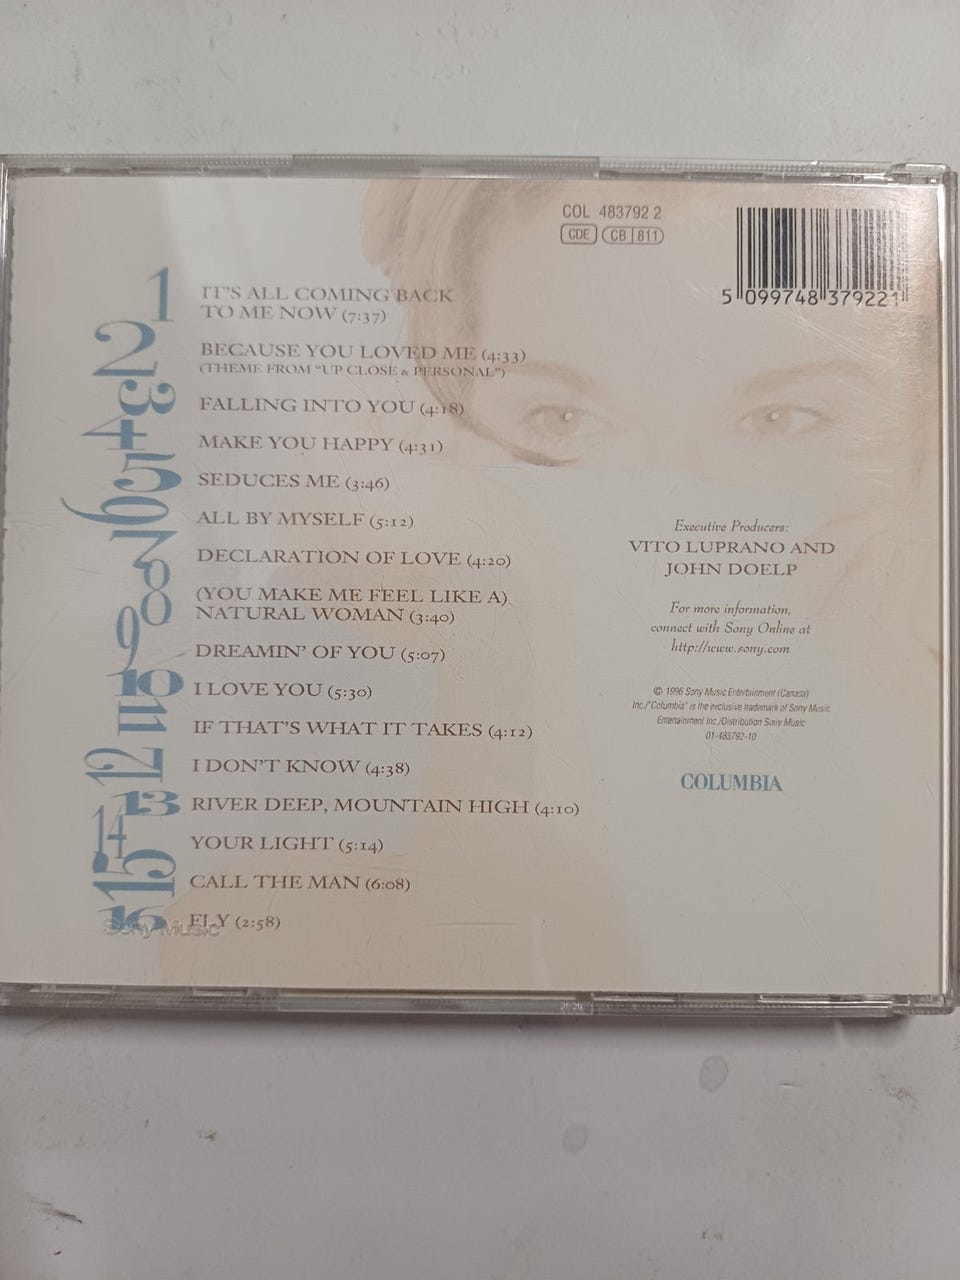 COL 483792 2
CDE CB 811
5 099748 379221
1 IT'S ALL COMING BACK
TO ME NOW (7:37)
2 BECAUSE YOU LOVED ME (4:33)
(THEME FROM "UP CLOSE & PERSONAL")
3 FALLING INTO YOU (4:18)
4 MAKE YOU HAPPY (4:31)
5 SEDUCES ME (3:46)
6 ALL BY MYSELF (5:12)
7 DECLARATION OF LOVE (4:20)
8 (YOU MAKE ME FEEL LIKE A)
NATURAL WOMAN (3:40)
9 DREAMIN' OF YOU (5:07)
10 I LOVE YOU (5:30)
11 IF THAT'S WHAT IT TAKES (4:12)
12 I DON'T KNOW (4:38)
13 RIVER DEEP, MOUNTAIN HIGH (4:10)
14 YOUR LIGHT (5:14)
15 CALL THE MAN (6:08)
16 FLY (2:58)
Sony Music
Executive Producers:
VITO LUPRANO AND
JOHN DOELP
For more information,
connect with Sony Online at
http://www.sony.com
© 1996 Sony Music Entertainment (Canada)
Inc./"Columbia" is the exclusive trademark of Sony Music
Entertainment Inc./Distribution Sony Music
01-483792-10
COLUMBIA